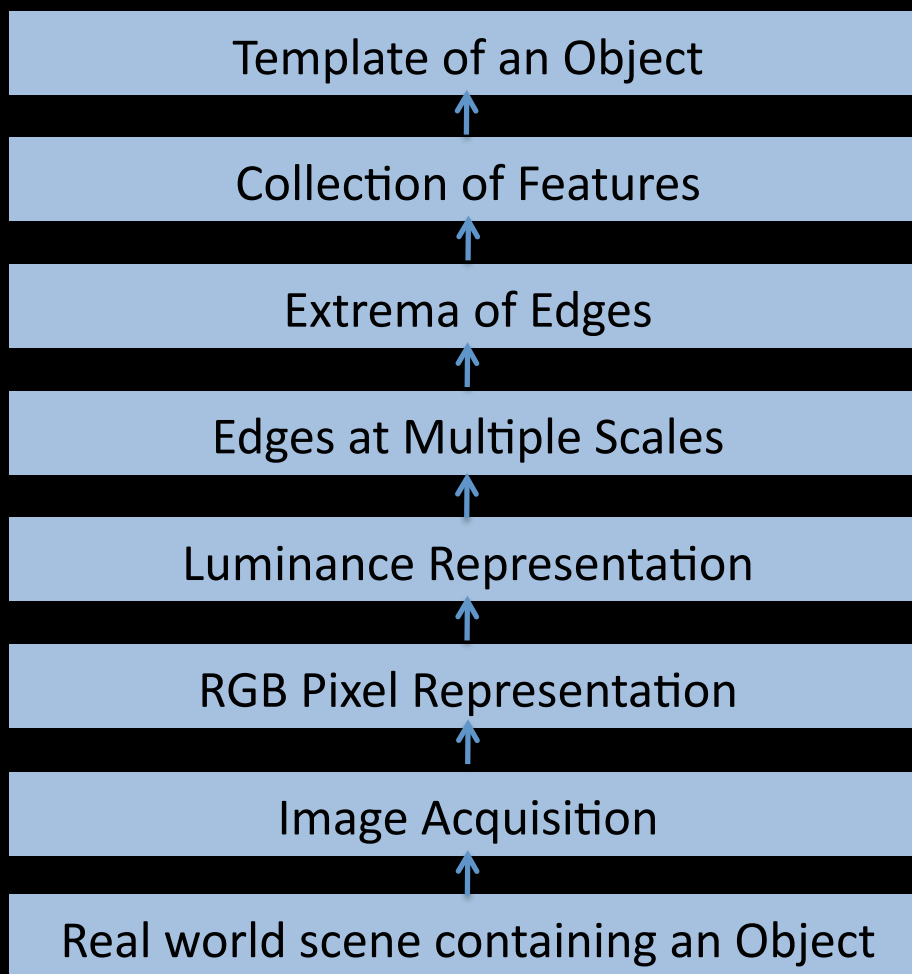 Template of an Object
Collection of Features
Extrema of Edges
Edges at Multiple Scales
Luminance Representation
RGB Pixel Representation
Image Acquisition
Real world scene containing an Object